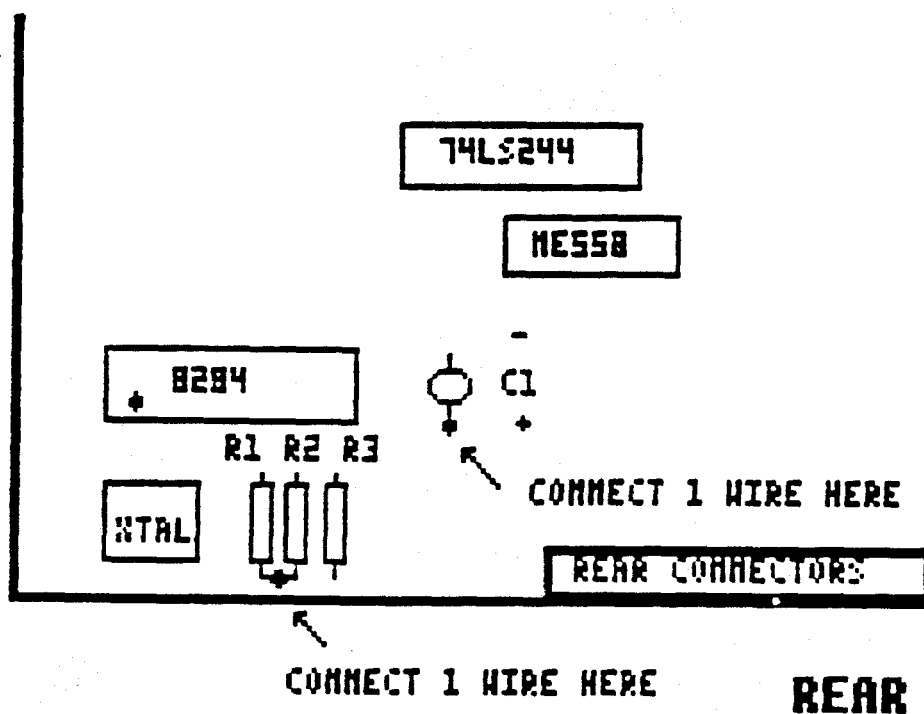 74LS244
NE558
-
8284
C1
+
R1 R2 R3
CONNECT 1 WIRE HERE
XTAL
REAR CONNECTORS
CONNECT 1 WIRE HERE
REAR